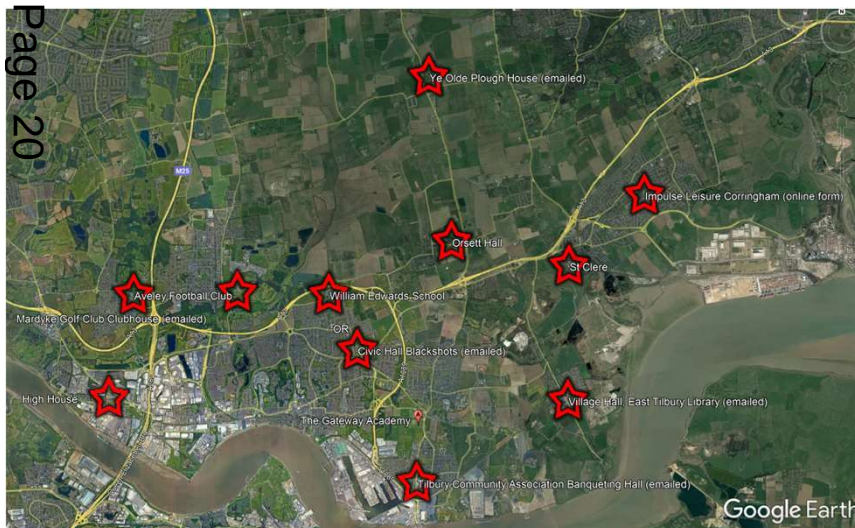 Page 20
Ye Olde Plough House (emailed)
M25
Impulse Leisure Corringham (online form)
Orsett Hall
St Clere
Aveley Football Club
William Edwards School
Mardyke Golf Club Clubhouse (emailed)
OR
Civic Hall Blackshots (emailed)
High House
Village Hall, East Tilbury Library (emailed)
The Gateway Academy
Tilbury Community Association Banqueting Hall (emailed)
Google Earth